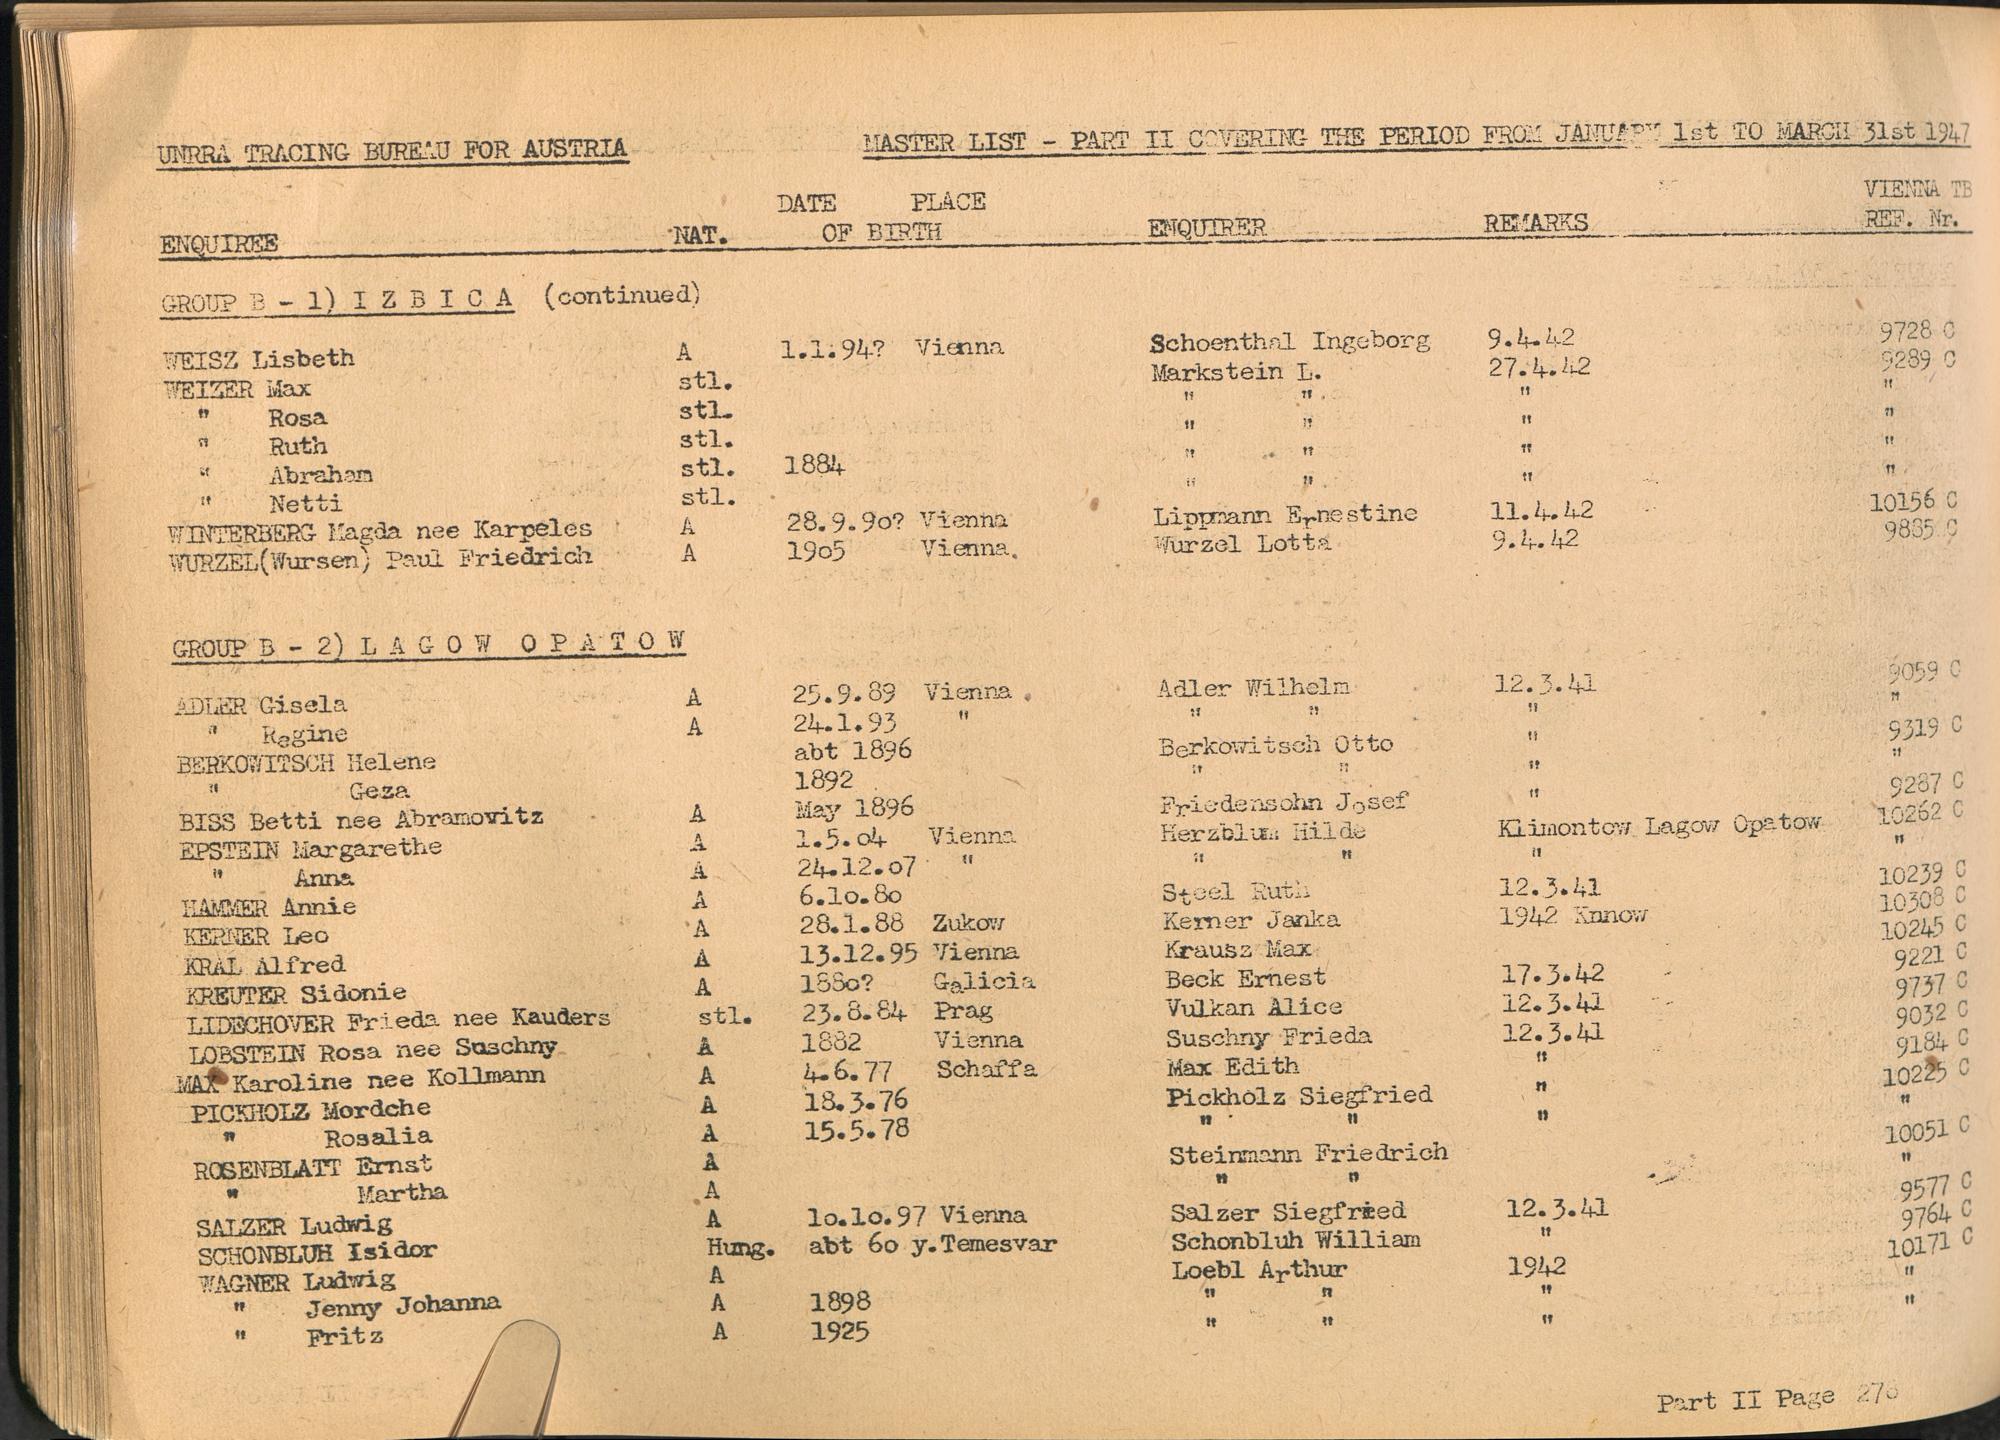 UNRRA TRACING BUREAU FOR AUSTRIA MASTER LIST - PART II COVERING THE PERIOD FROM JANUARY 1st TO MARCH 31st 1947
DATE PLACE VIENNA TB
ENQUIREE NAT. OF BIRTH ENQUIRER REMARKS REF. Nr.
GROUP B - 1) I Z B I C A (continued)
WEISZ Lisbeth A 1.1.94? Vienna Schoenthal Ingeborg 9.4.42 9728 C
WEIZER Max stl. Markstein L. 27.4.42 9289 C
" Rosa stl. " " " "
" Ruth stl. " " " "
" Abraham stl. 1884 " " " "
" Netti stl. " " " "
WINTERBERG Magda nee Karpeles A 28.9.9o? Vienna Lippmann Ernestine 11.4.42 10156 C
WURZEL(Wursen) Paul Friedrich A 19o5 Vienna. Wurzel Lotta 9.4.42 9885 C
GROUP B - 2) L A G O W O P A T O W
ADLER Gisela A 25.9.89 Vienna. Adler Wilhelm 12.3.41 9059 C
" Regine A 24.1.93 " " " " "
BERKOWITSCH Helene abt 1896 Berkowitsch Otto " 9319 C
" Geza 1892 " " " "
BISS Betti nee Abramovitz A May 1896 Friedensohn Josef " 9287 C
EPSTEIN Margarethe A 1.5.o4 Vienna Herzblum Hilde Klimontow Lagow Opatow 10262 C
" Anna A 24.12.o7 " " " " "
HAMMER Annie A 6.1o.8o Steel Ruth 12.3.41 10239 C
KERNER Leo A 28.1.88 Zukow Kerner Janka 1942 Knnow 10308 C
KRAL Alfred A 13.12.95 Vienna Krausz Max 10245 C
KREUTER Sidonie A 188o? Galicia Beck Ernest 17.3.42 9221 C
LIDECHOVER Frieda nee Kauders stl. 23.8.84 Prag Vulkan Alice 12.3.41 9737 C
LOBSTEIN Rosa nee Suschny A 1882 Vienna Suschny Frieda 12.3.41 9032 C
MAX Karoline nee Kollmann A 4.6.77 Schaffa Max Edith " 9184 C
PICKHOLZ Mordche A 18.3.76 Pickholz Siegfried " 10225 C
" Rosalia A 15.5.78 " " " "
ROSENBLATT Ernst A Steinmann Friedrich 10051 C
" Martha A " " "
SALZER Ludwig A 1o.1o.97 Vienna Salzer Siegfried 12.3.41 9577 C
SCHONBLUH Isidor Hung. abt 6o y. Temesvar Schonbluh William " 9764 C
WAGNER Ludwig A Loebl Arthur 1942 10171 C
" Jenny Johanna A 1898 " " " "
" Fritz A 1925 " " " "
Part II Page